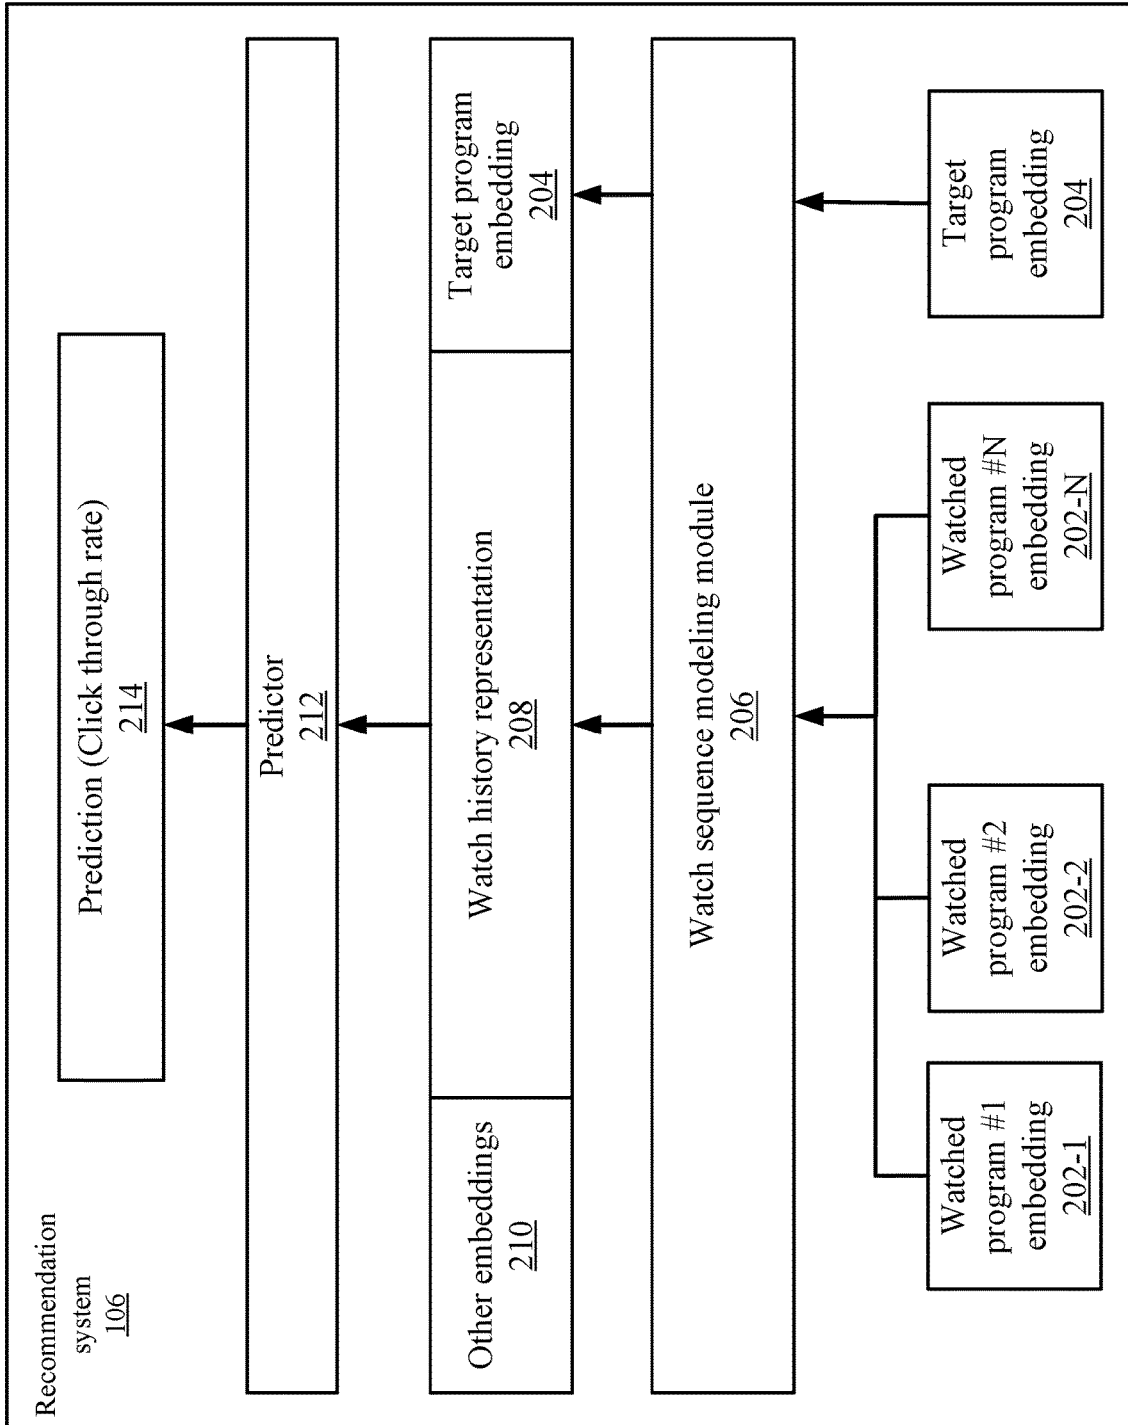 Recommendation
system
106
Prediction (Click through rate)
214
Predictor
212
Other embeddings
210
Watch history representation
208
Target program
embedding
204
Watch sequence modeling module
206
Watched
program #1
embedding
202-1
Watched
program #2
embedding
202-2
Watched
program #N
embedding
202-N
Target
program
embedding
204